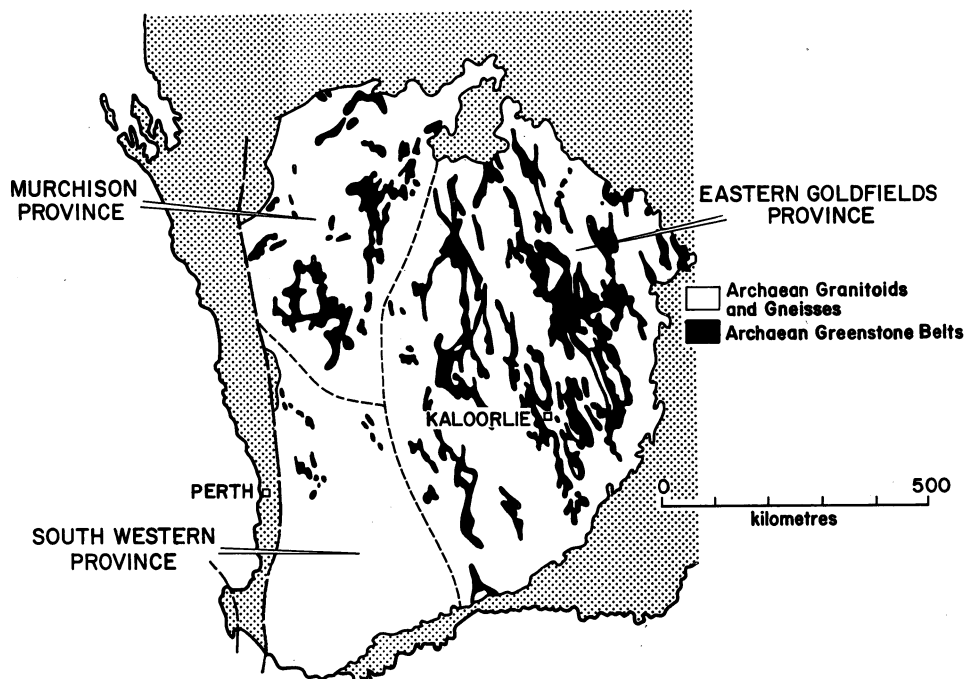 MURCHISON
PROVINCE
EASTERN GOLDFIELDS
PROVINCE
Archaean Granitoids
and Gneisses
Archaean Greenstone Belts
KALOORLIE
PERTH
0 500
kilometres
SOUTH WESTERN
PROVINCE